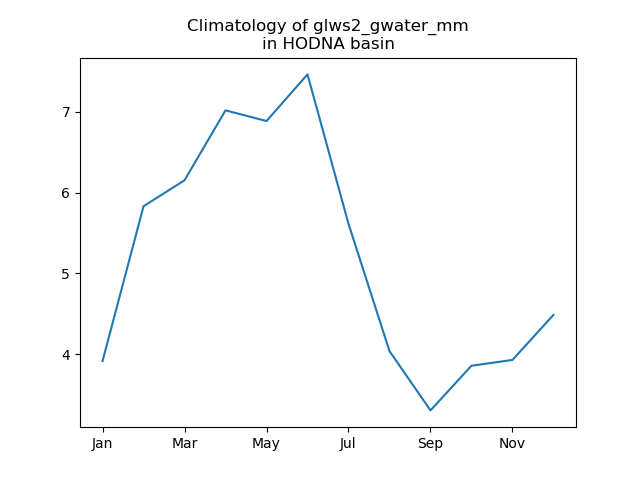 Climatology of glws2_gwater_mm
in HODNA basin
7
6
5
4
Jan
Mar
May
Jul
Sep
Nov